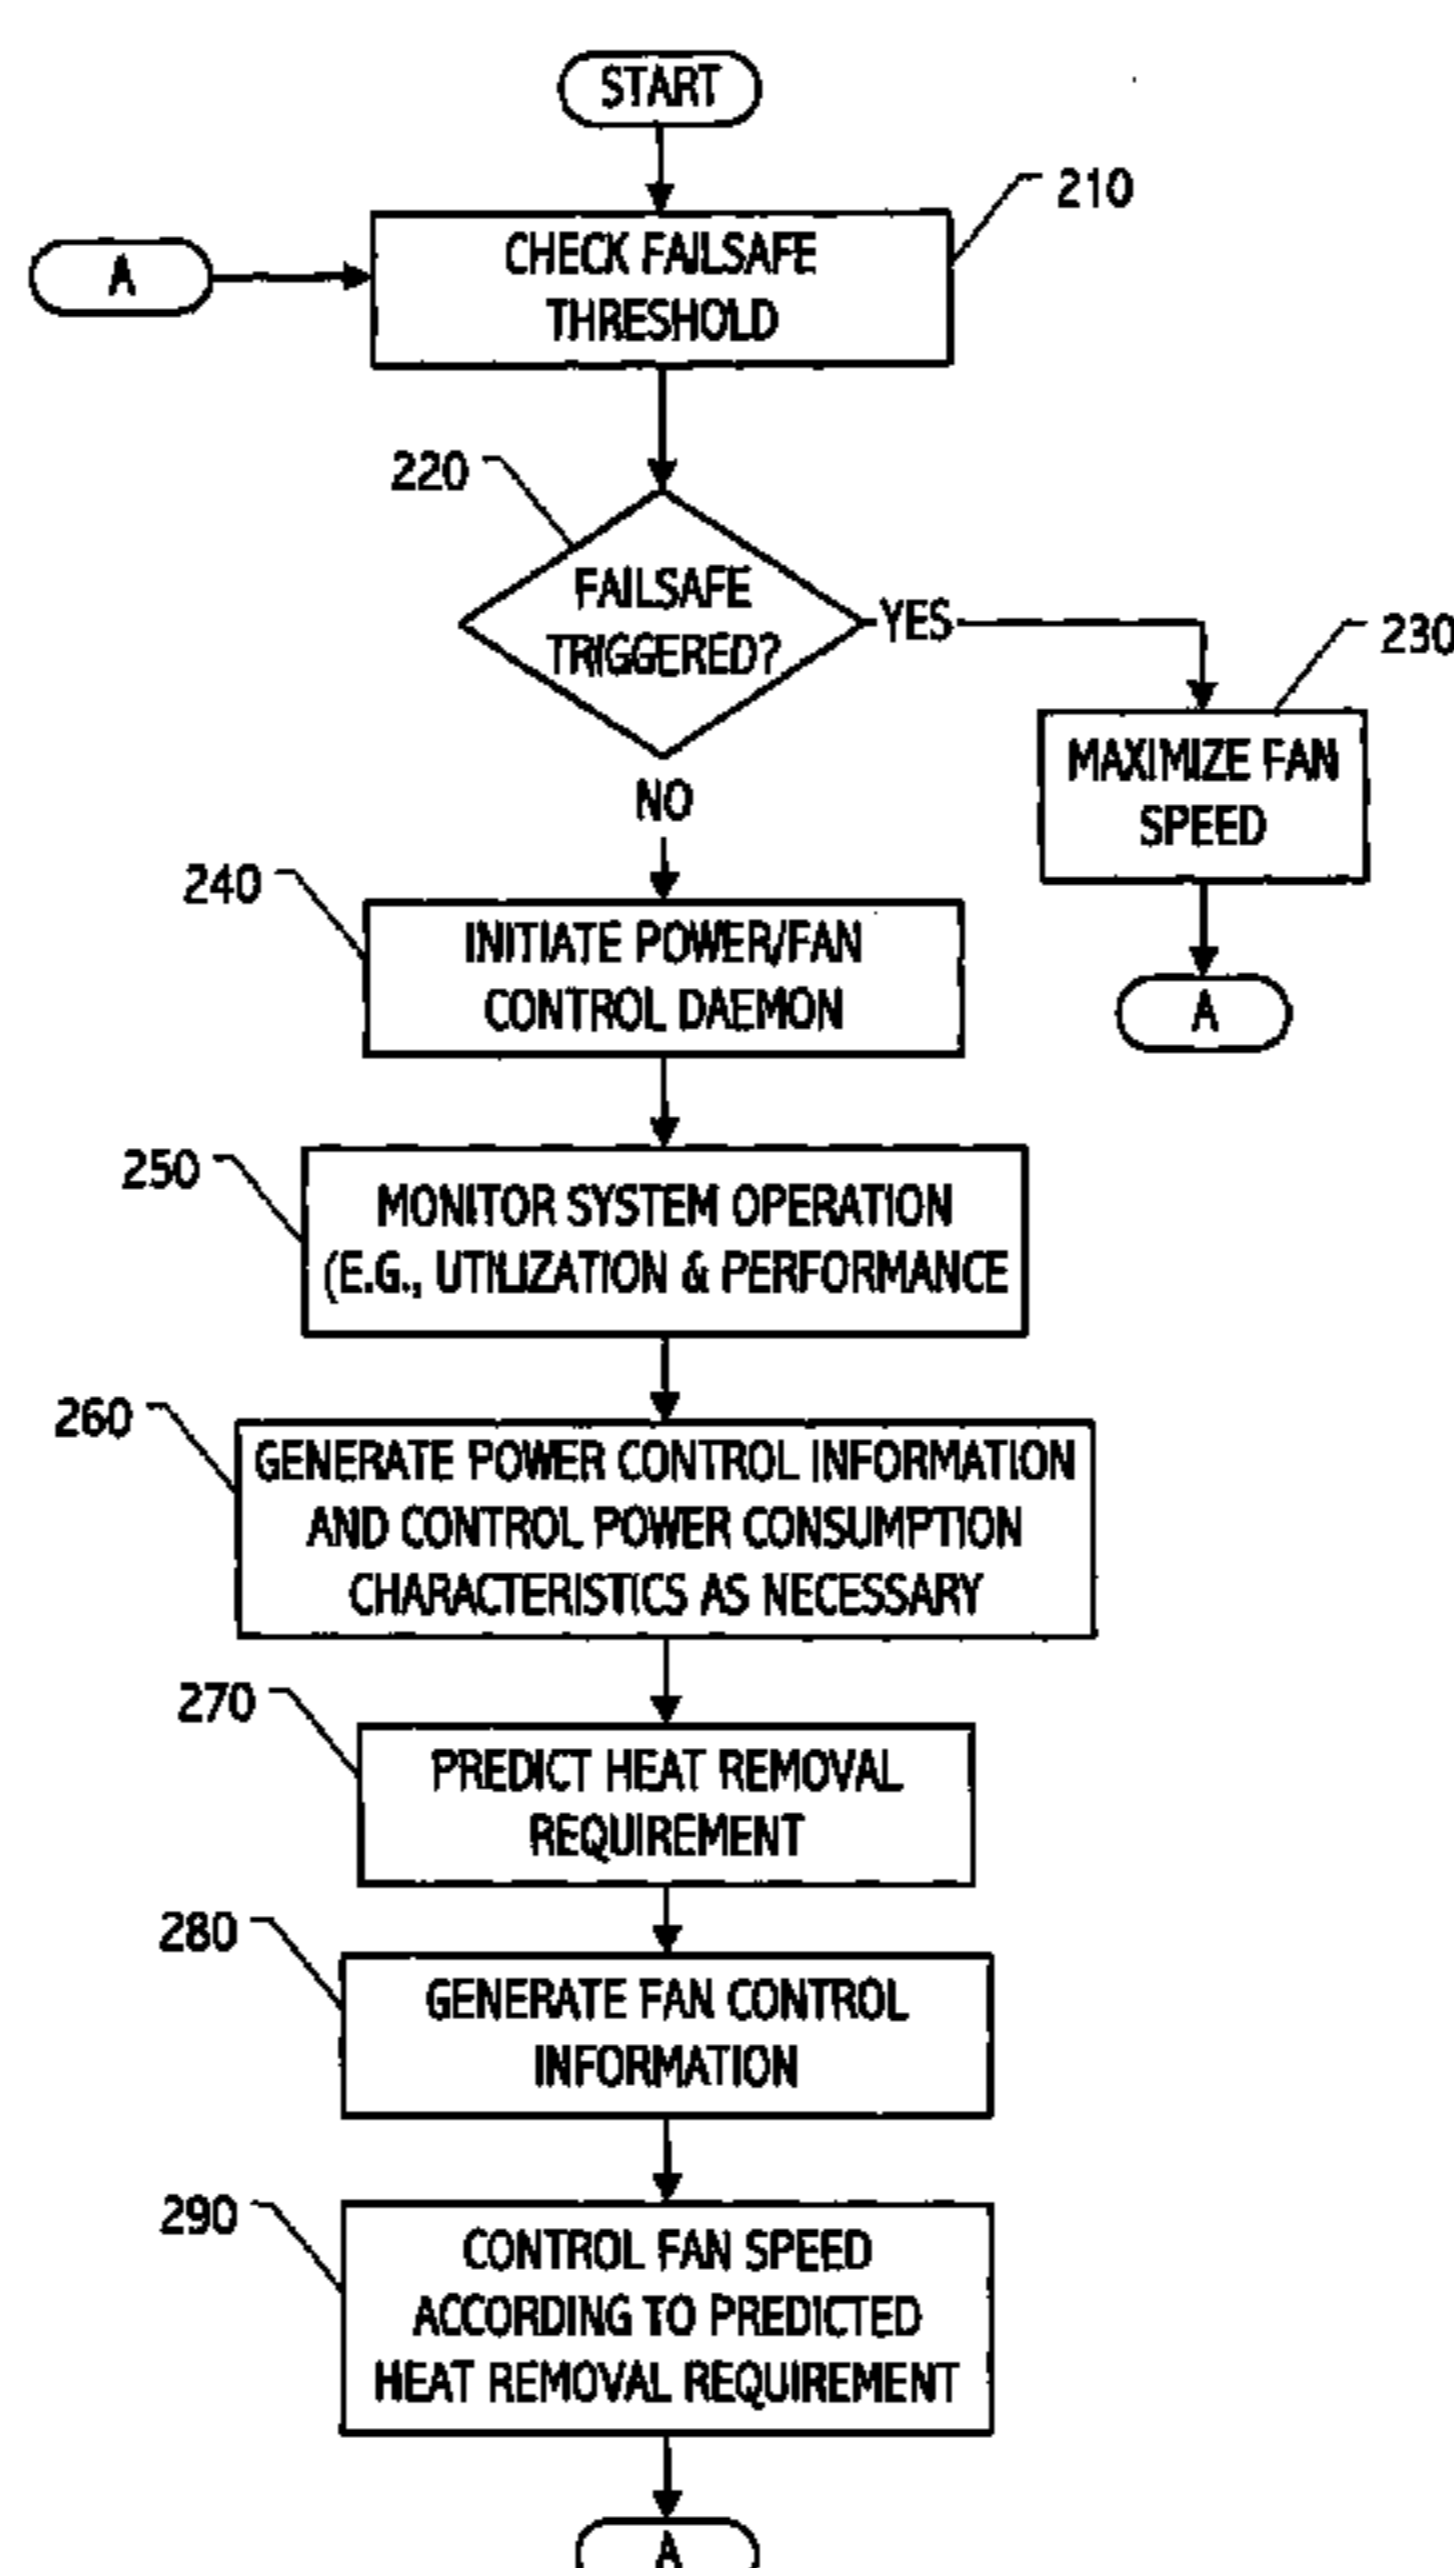 START
210
A
CHECK FAILSAFE
THRESHOLD
220
FAILSAFE
TRIGGERED?
YES
230
MAXIMIZE FAN
SPEED
A
NO
240
INITIATE POWER/FAN
CONTROL DAEMON
250
MONITOR SYSTEM OPERATION
(E.G., UTILIZATION & PERFORMANCE
260
GENERATE POWER CONTROL INFORMATION
AND CONTROL POWER CONSUMPTION
CHARACTERISTICS AS NECESSARY
270
PREDICT HEAT REMOVAL
REQUIREMENT
280
GENERATE FAN CONTROL
INFORMATION
290
CONTROL FAN SPEED
ACCORDING TO PREDICTED
HEAT REMOVAL REQUIREMENT
A